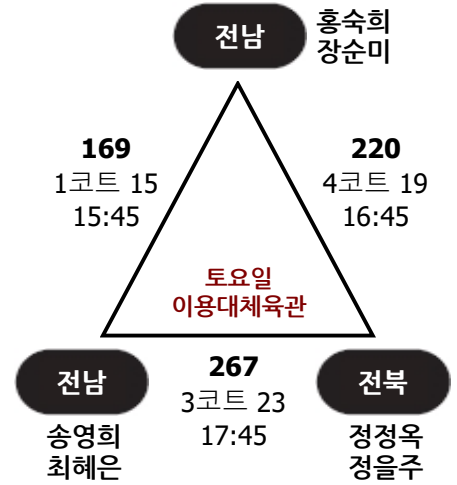 전남
홍숙희
장순미
169
1코트 15
15:45
220
4코트 19
16:45
토요일
이용대체육관
전남
송영희
최혜은
267
3코트 23
17:45
전북
정정옥
정을주